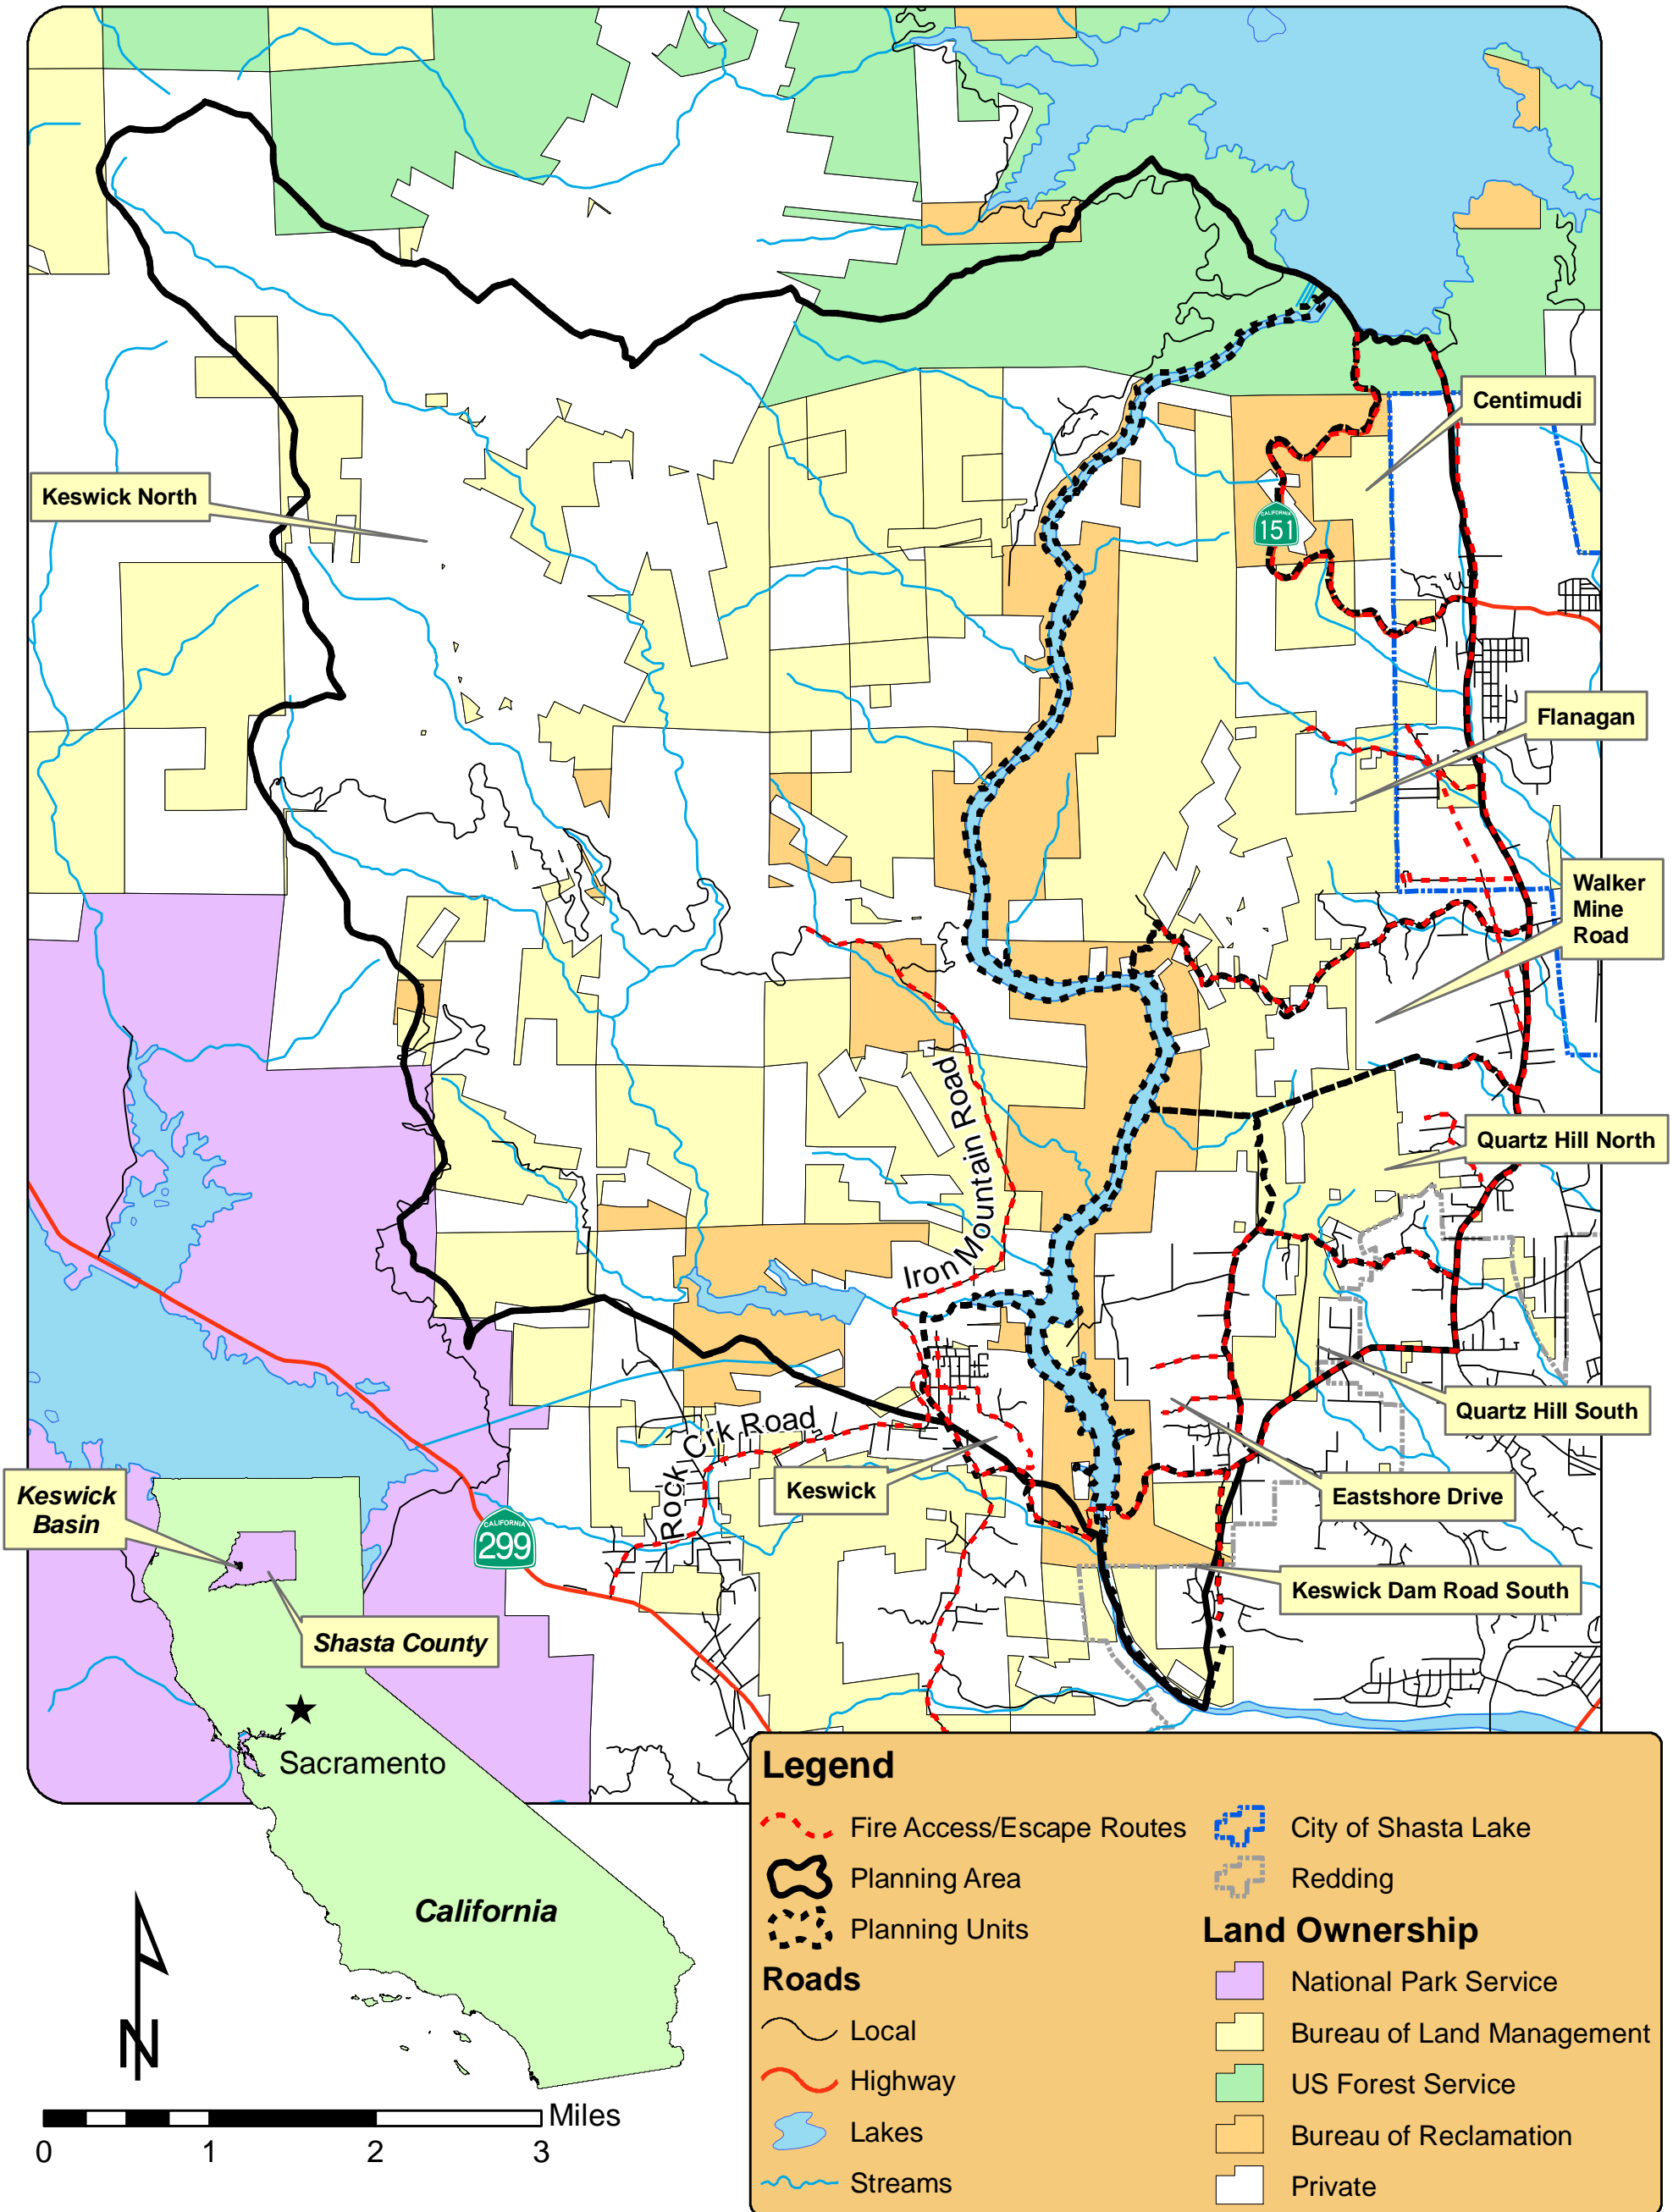 Centimudi
CALIFORNIA
151
Keswick North
Flanagan
Walker
Mine
Road
Iron Mountain Road
Quartz Hill North
Quartz Hill South
Rock Crk Road
Keswick
Eastshore Drive
Keswick
Basin
CALIFORNIA
299
Keswick Dam Road South
Shasta County
Sacramento
California
N
Miles
0 1 2 3
Legend
Fire Access/Escape Routes
Planning Area
Planning Units
Roads
Local
Highway
Lakes
Streams
City of Shasta Lake
Redding
Land Ownership
National Park Service
Bureau of Land Management
US Forest Service
Bureau of Reclamation
Private